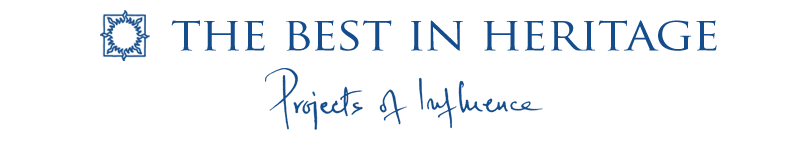 THE BEST IN HERITAGE
Projects of Influence